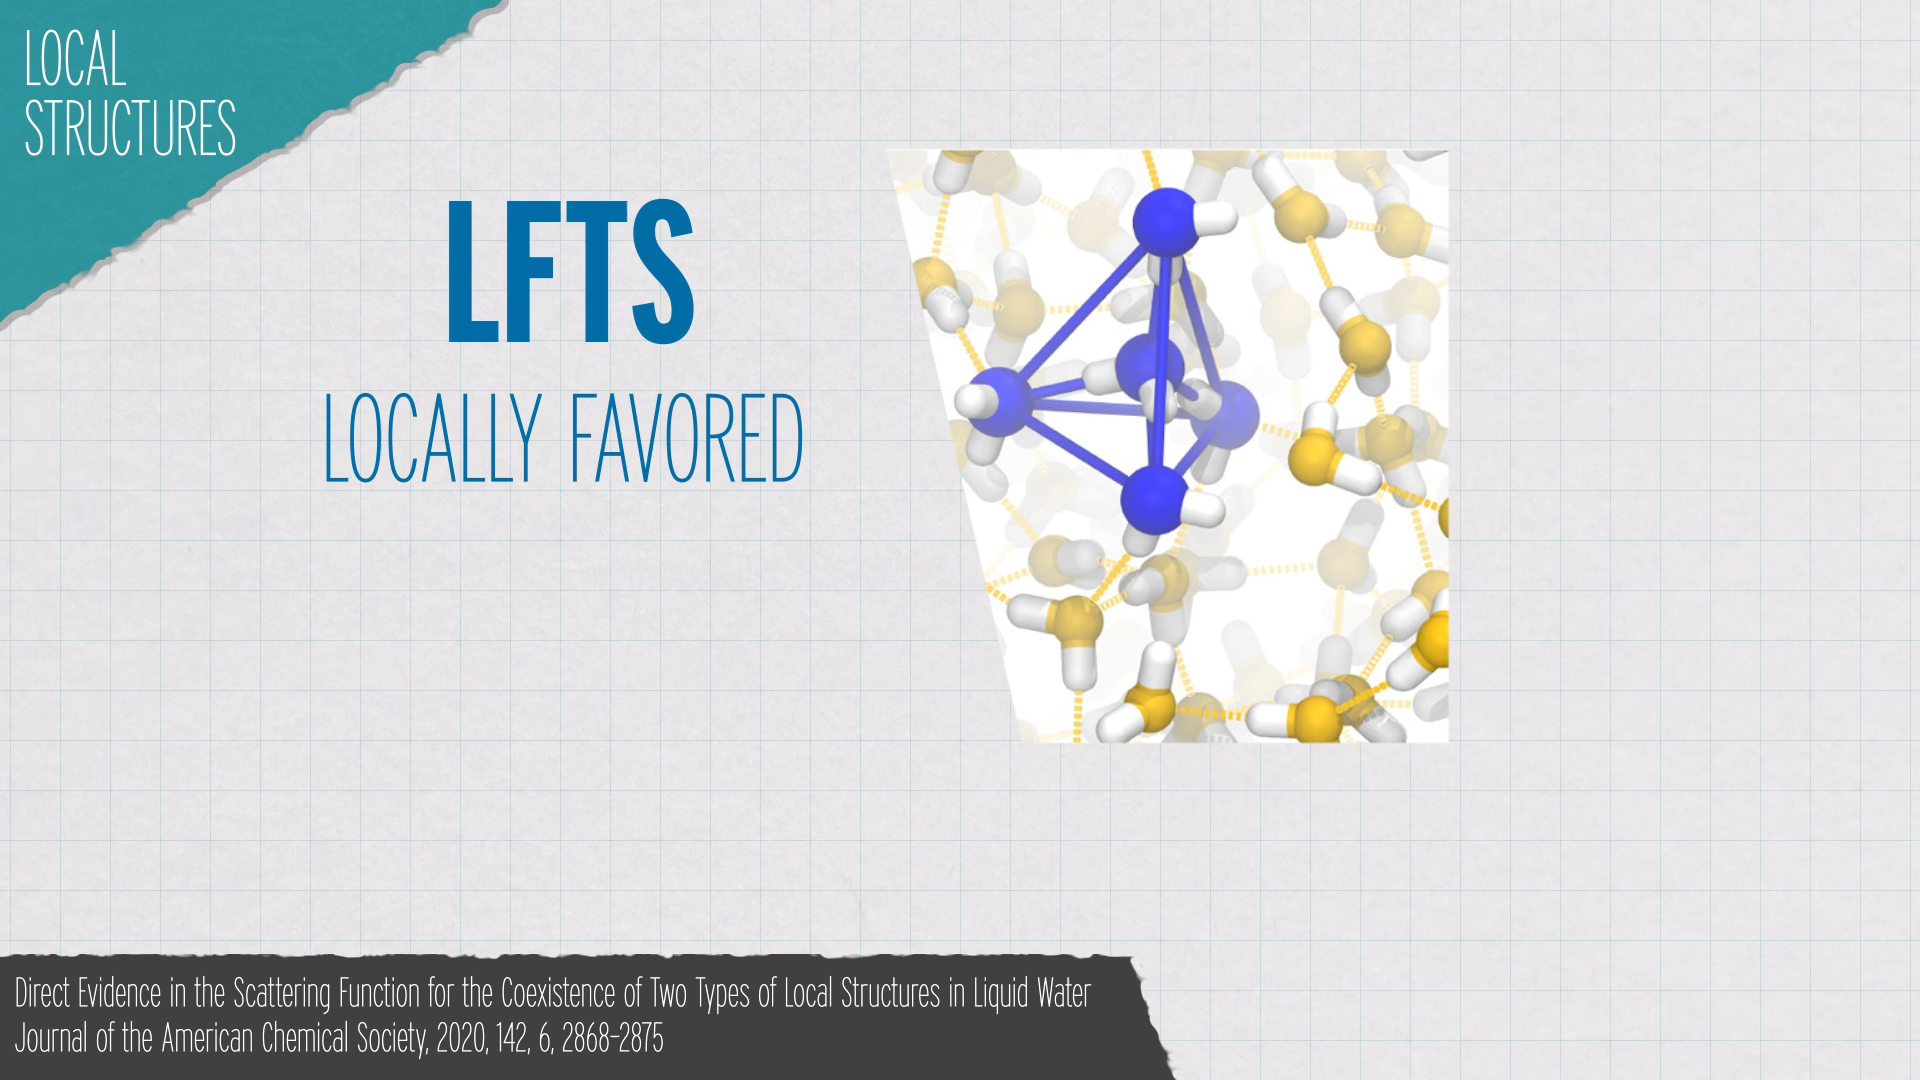 LOCAL
STRUCTURES
LFTS
LOCALLY FAVORED
Direct Evidence in the Scattering Function for the Coexistence of Two Types of Local Structures in Liquid Water
Journal of the American Chemical Society, 2020, 142, 6, 2868-2875